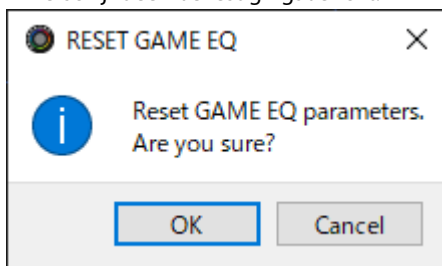 RESET GAME EQ
Reset GAME EQ parameters.
Are you sure?
OK
Cancel